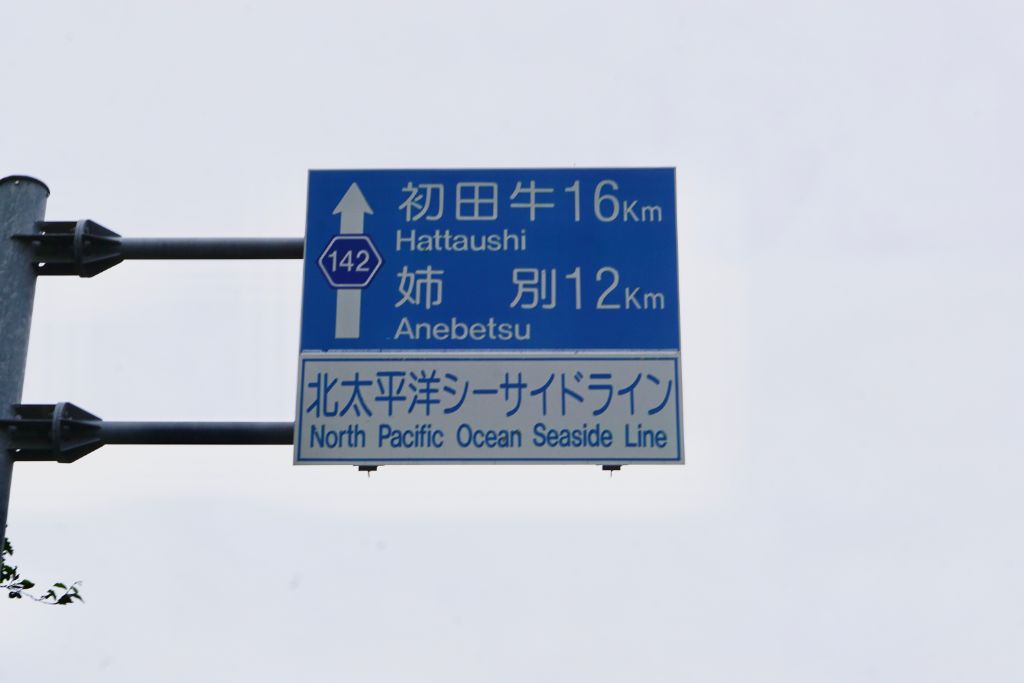 142
初田牛16Km
Hattaushi
姉　別12Km
Anebetsu
北太平洋シーサイドライン
North Pacific Ocean Seaside Line